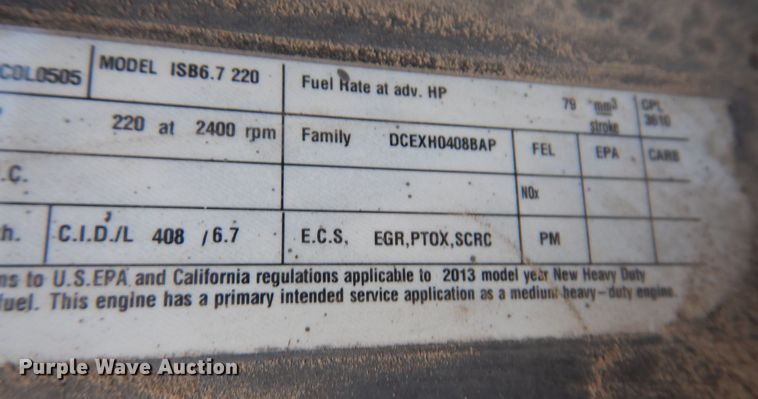 COL0505 MODEL ISB6.7 220 Fuel Rate at adv. HP 79 mm3 stroke CPL 3610
220 at 2400 rpm Family DCEXH0408BAP FEL EPA CARB
.C. NOx
h. C.I.D./L 408 / 6.7 E.C.S. EGR,PTOX,SCRC PM
ns to U.S.EPA and California regulations applicable to 2013 model year New Heavy Duty
fuel. This engine has a primary intended service application as a medium-heavy-duty engine.
Purple Wave Auction